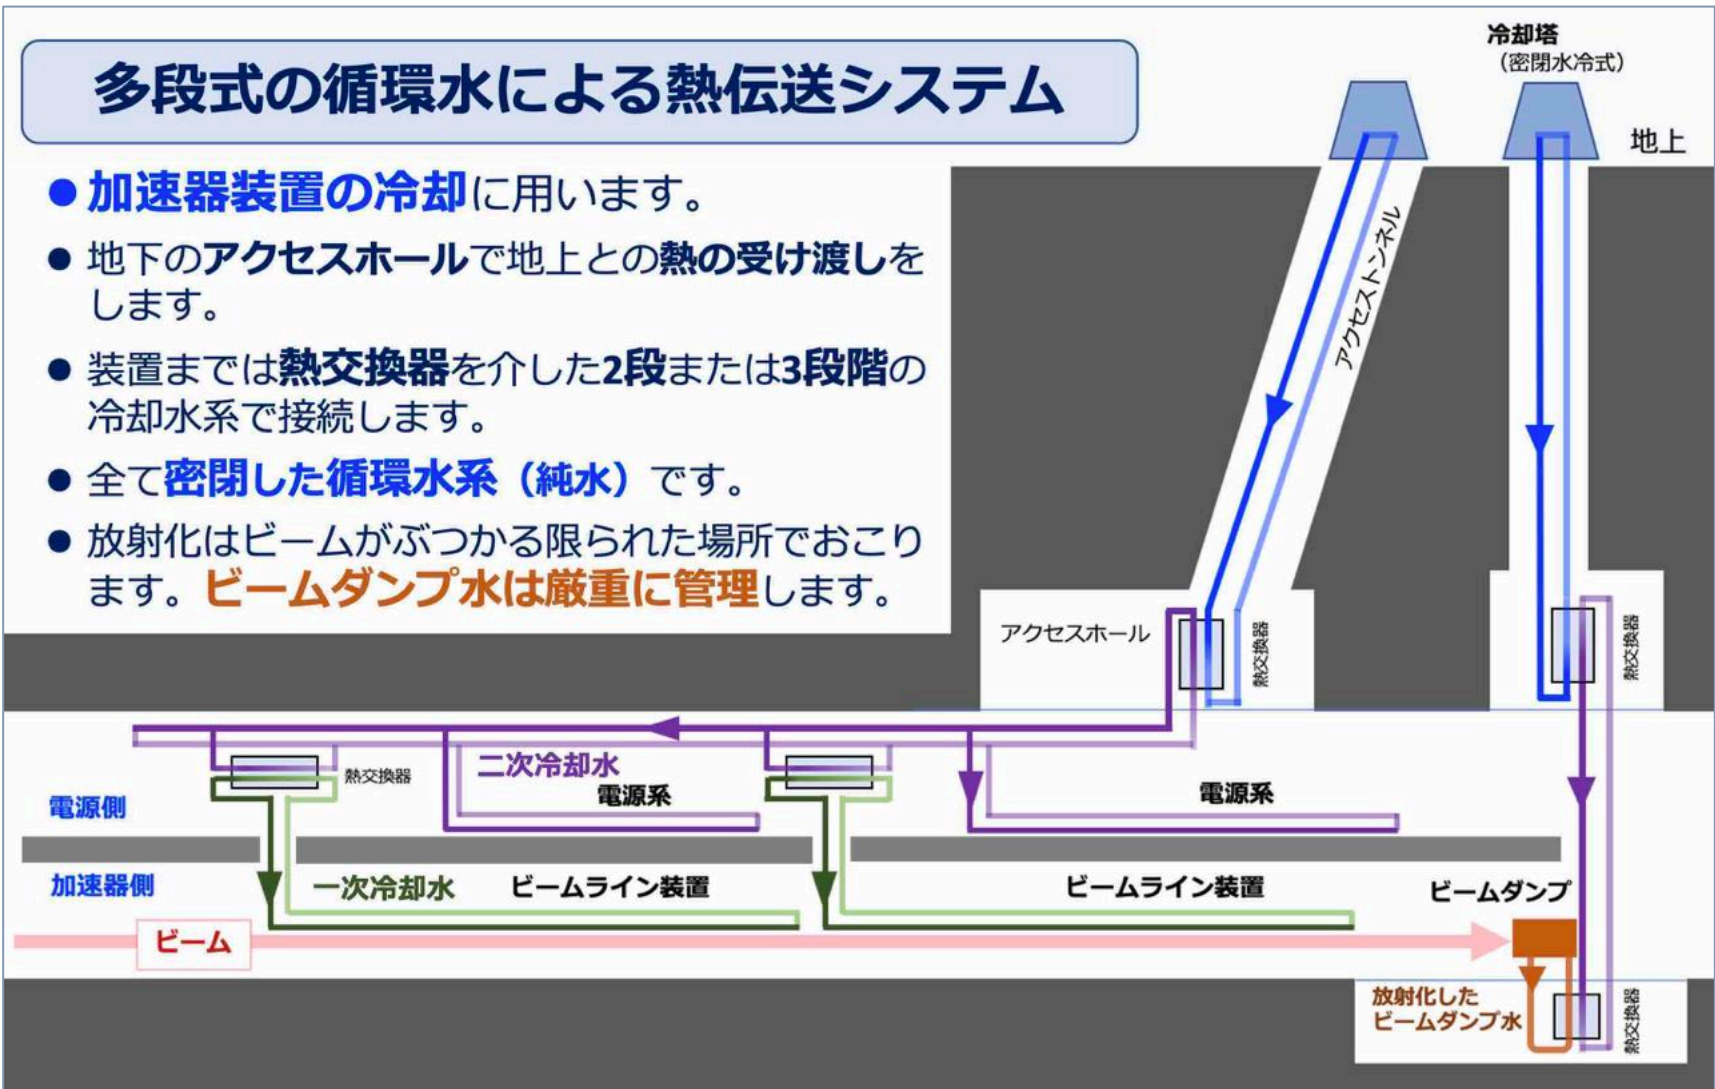 多段式の循環水による熱伝送システム
● 加速器装置の冷却に用います。
● 地下のアクセスホールで地上との熱の受け渡しを
します。
● 装置までは熱交換器を介した2段または3段階の
冷却水系で接続します。
● 全て密閉した循環水系（純水）です。
● 放射化はビームがぶつかる限られた場所でおこり
ます。ビームダンプ水は厳重に管理します。
冷却塔
（密閉水冷式）
地上
アクセストンネル
アクセスホール
熱交換器
熱交換器
二次冷却水
熱交換器
電源系
電源系
電源側
加速器側
一次冷却水
ビームライン装置
ビームライン装置
ビームダンプ
ビーム
放射化した
ビームダンプ水
熱交換器